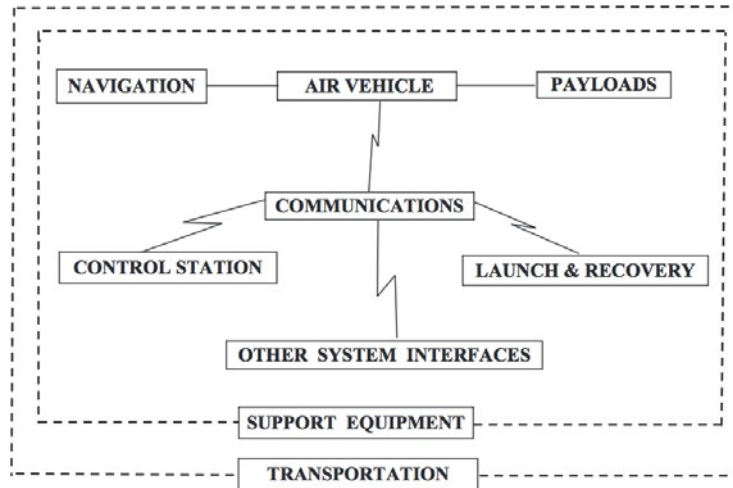 NAVIGATION
AIR VEHICLE
PAYLOADS
COMMUNICATIONS
CONTROL STATION
LAUNCH & RECOVERY
OTHER SYSTEM INTERFACES
SUPPORT EQUIPMENT
TRANSPORTATION